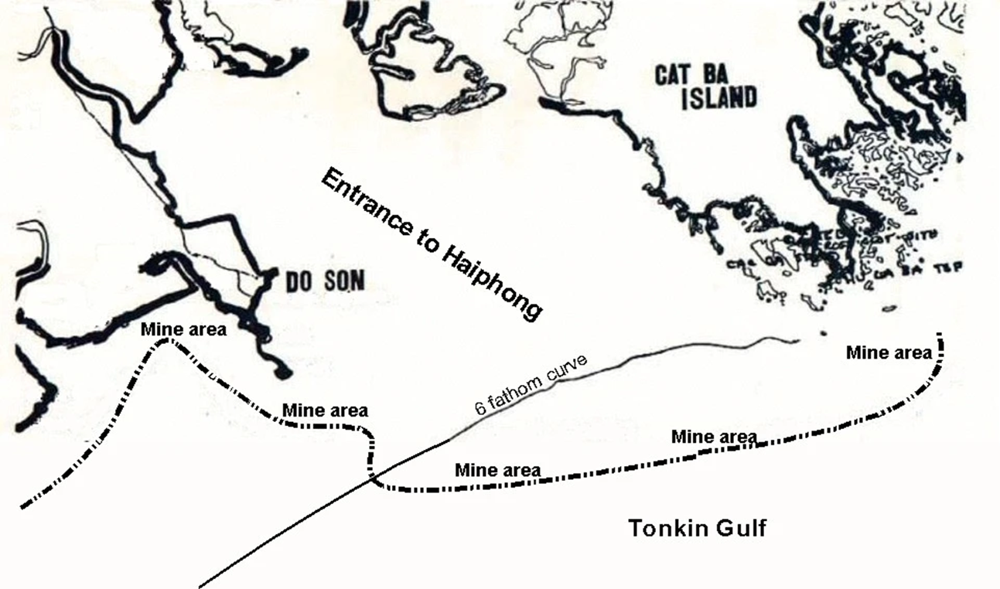 CAT BA
ISLAND
Entrance to Haiphong
DO SON
Mine area
6 fathom curve
Mine area
Mine area
Mine area
Mine area
Tonkin Gulf